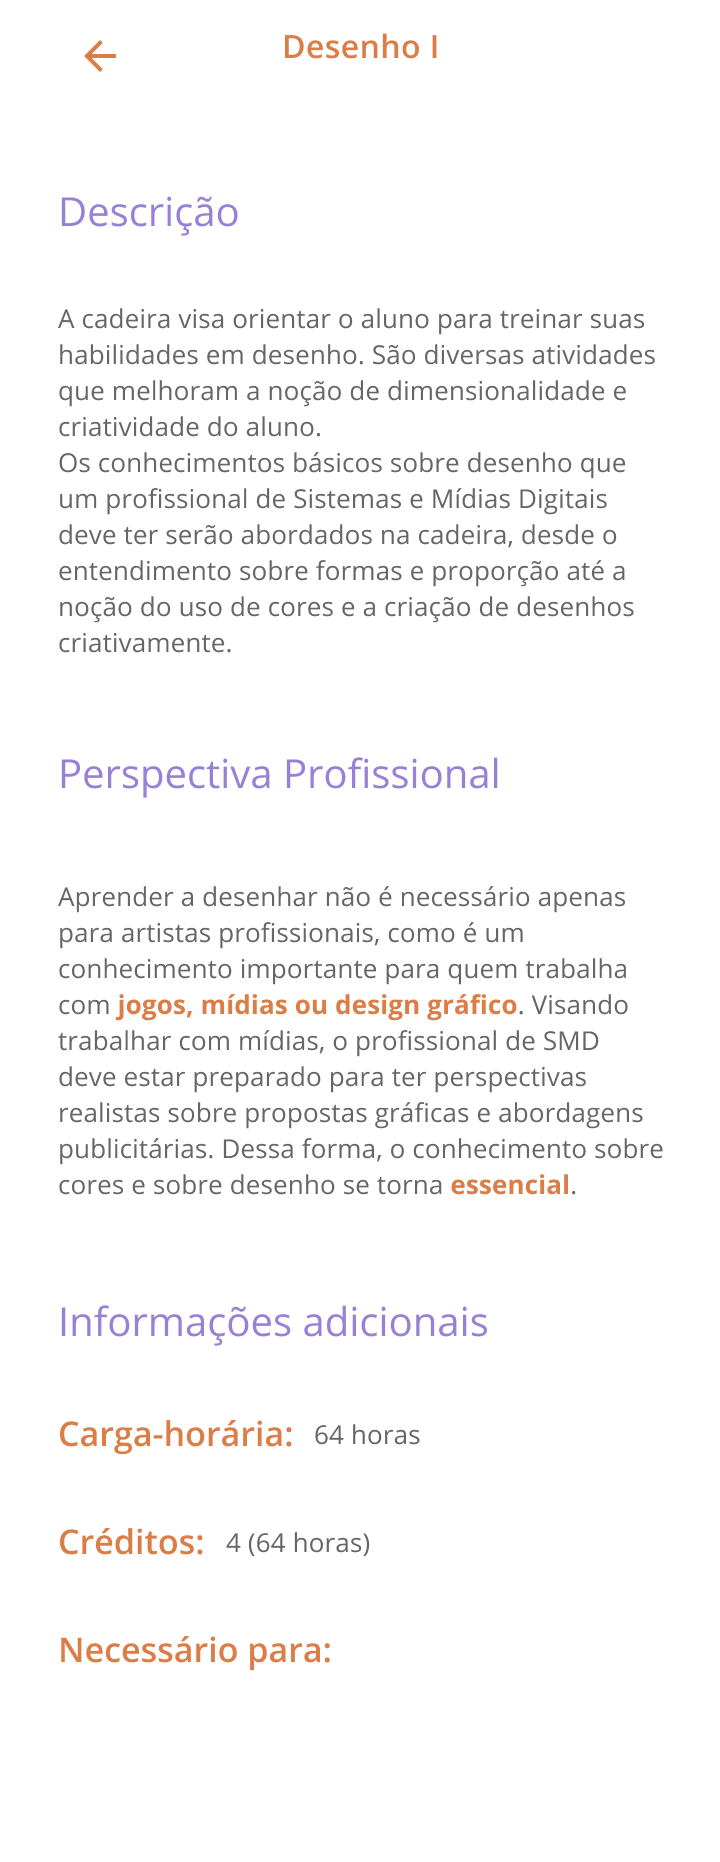 Desenho I
Descrição
A cadeira visa orientar o aluno para treinar suas
habilidades em desenho. São diversas atividades
que melhoram a noção de dimensionalidade e
criatividade do aluno.
Os conhecimentos básicos sobre desenho que
um profissional de Sistemas e Mídias Digitais
deve ter serão abordados na cadeira, desde o
entendimento sobre formas e proporção até a
noção do uso de cores e a criação de desenhos
criativamente.
Perspectiva Profissional
Aprender a desenhar não é necessário apenas
para artistas profissionais, como é um
conhecimento importante para quem trabalha
com jogos, mídias ou design gráfico. Visando
trabalhar com mídias, o profissional de SMD
deve estar preparado para ter perspectivas
realistas sobre propostas gráficas e abordagens
publicitárias. Dessa forma, o conhecimento sobre
cores e sobre desenho se torna essencial.
Informações adicionais
Carga-horária: 64 horas
Créditos: 4 (64 horas)
Necessário para: